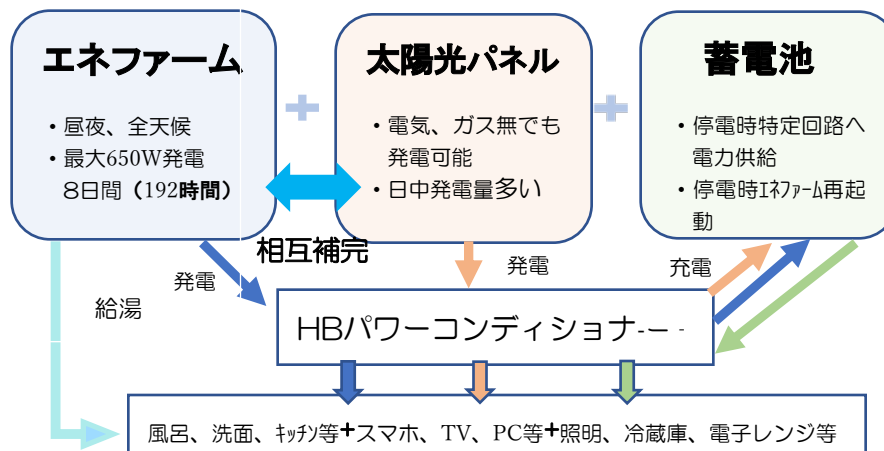 エネファーム
・昼夜、全天候
・最大650W発電
8日間（192時間）
+
太陽光パネル
・電気、ガス無でも
発電可能
・日中発電量多い
+
蓄電池
・停電時特定回路へ
電力供給
・停電時ｴﾈﾌｧｰﾑ再起
動
相互補完
発電
発電
充電
給湯
HBパワーコンディショナ-ー -
風呂、洗面、ｷｯﾁﾝ等+スマホ、TV、PC等+照明、冷蔵庫、電子レンジ等